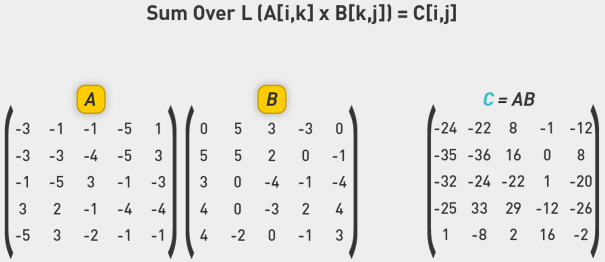 Sum Over L (A[i,k] x B[k,j]) = C[i,j]
A B C = AB
-3 -1 -1 -5 1 0 5 3 -3 0 -24 -22 8 -1 -12
-3 -3 -4 -5 3 5 5 2 0 -1 -35 -36 16 0 8
-1 -5 3 -1 -3 3 0 -4 -1 -4 -32 -24 -22 1 -20
3 2 -1 -4 -4 4 0 -3 2 4 -25 33 29 -12 -26
-5 3 -2 -1 -1 4 -2 0 -1 3 1 -8 2 16 -2